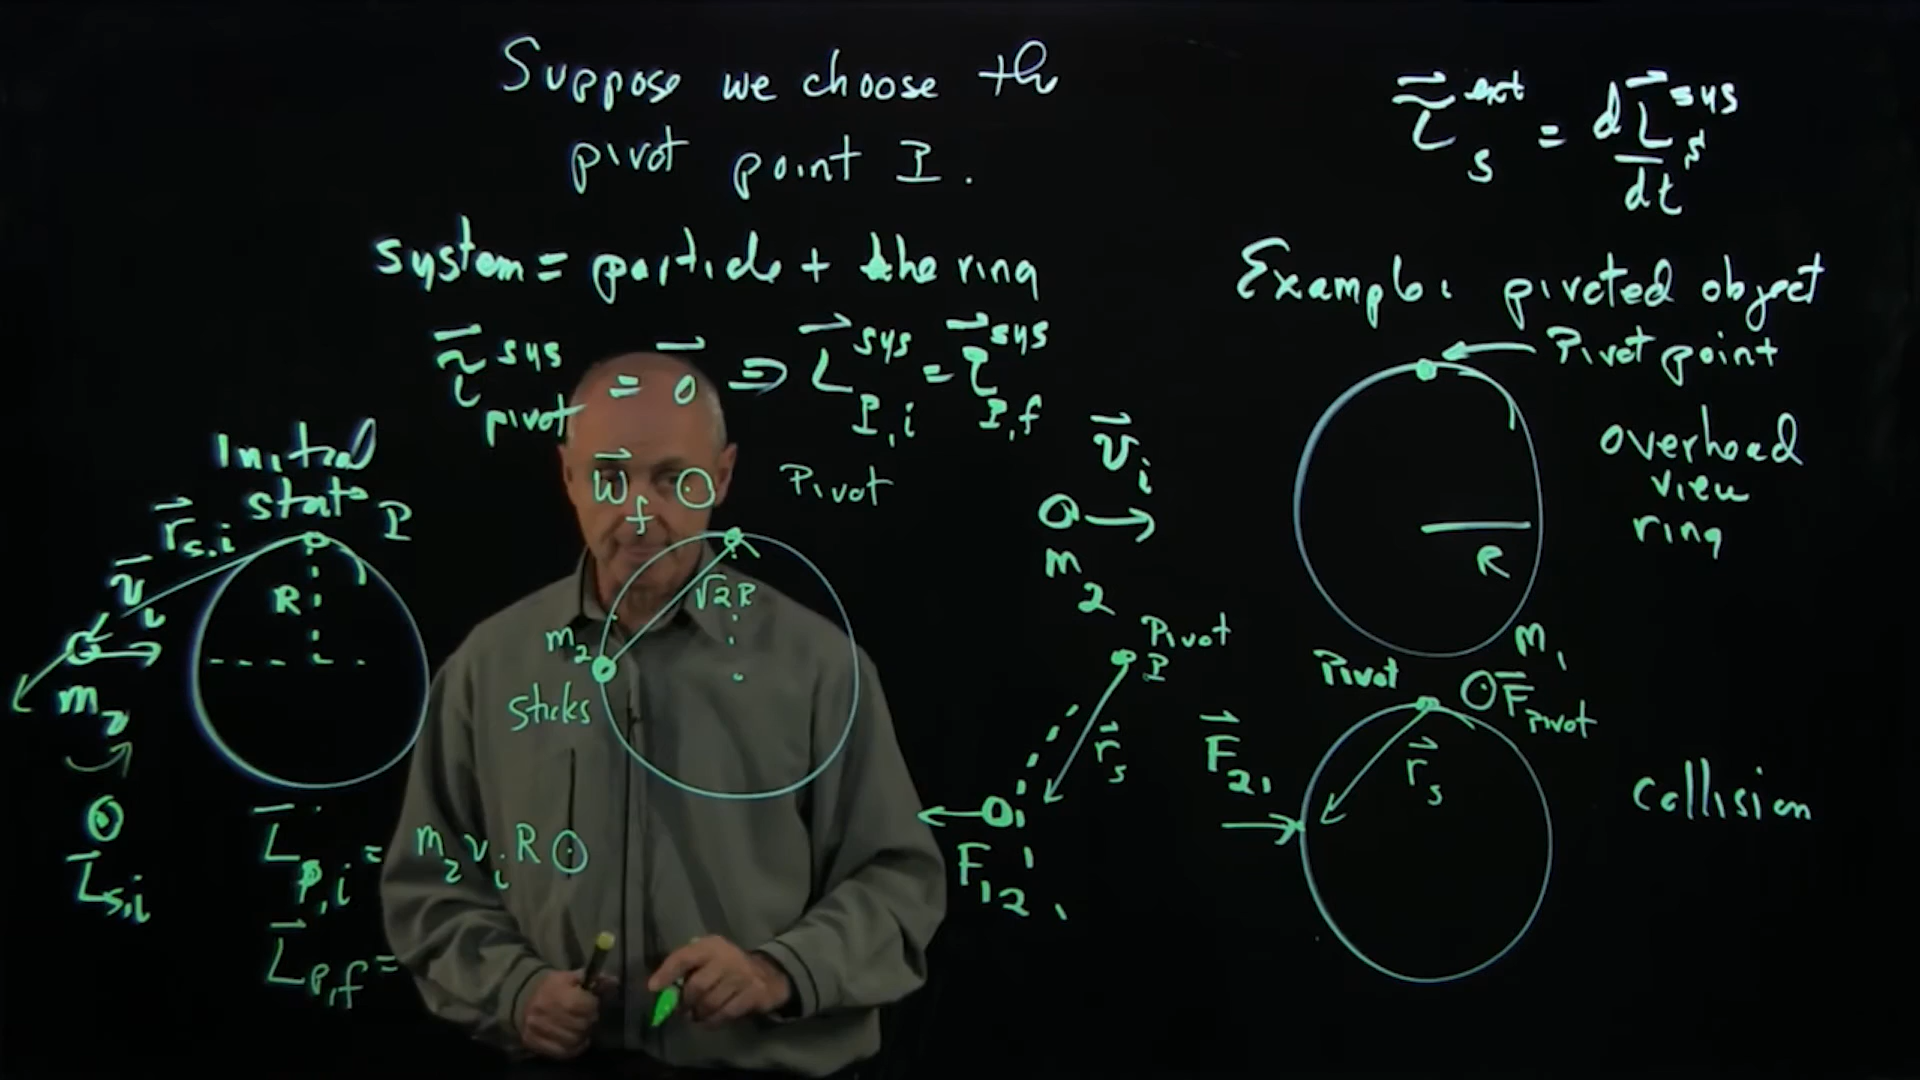 Suppose we choose the
pivot point P.
system = particle + the ring
τ⃗ sys pivot = 0⃗ ⇒ L⃗ sys P,i = L⃗ sys P,f
Initial
state
P
r⃗ s,i
v⃗ i
R
m 2
⊙
L⃗ s,i
L⃗ P,i = m 2 v i R ⊙
L⃗ P,f =
ω⃗ f ⊙
Pivot
√2 R
m 2
sticks
v⃗ i
m 2
Pivot
P
r⃗ s
F 12
τ⃗ ext s = dL⃗ sys s / dt
Example: pivoted object
Pivot point
overhead
view
ring
R
m 1
Pivot
⊙ F⃗ pivot
F⃗ 21
r⃗ s
collision